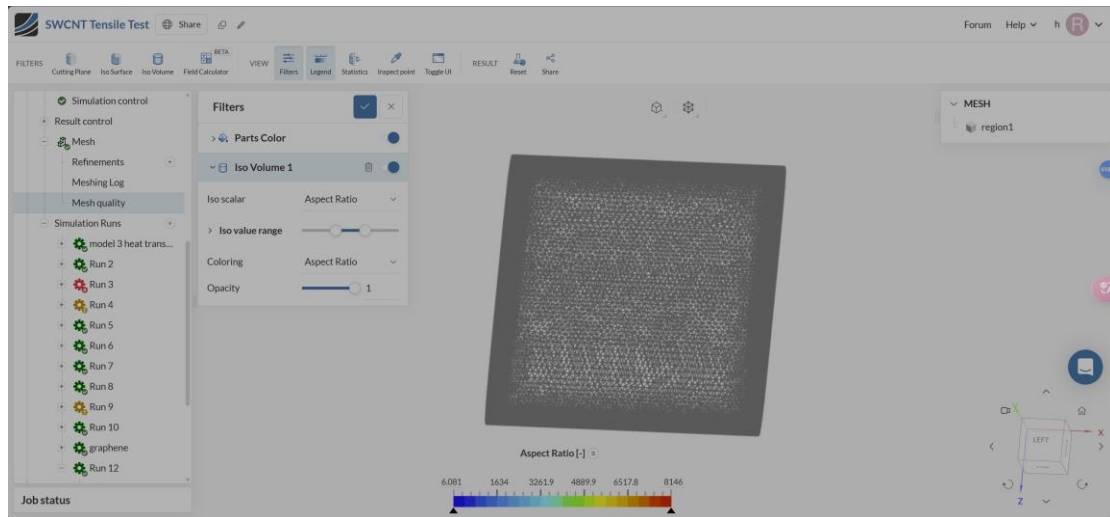 SWCNT Tensile Test Share
Forum Help h R
FILTERS Cutting Plane Iso Surface Iso Volume Field Calculator BETA VIEW Filters Legend Statistics Inspect point Toggle UI RESULT Reset Share
Simulation control
Result control
Mesh
Refinements
Meshing Log
Mesh quality
Simulation Runs
model 3 heat trans...
Run 2
Run 3
Run 4
Run 5
Run 6
Run 7
Run 8
Run 9
Run 10
graphene
Run 12
Job status
Filters
Parts Color
Iso Volume 1
Iso scalar Aspect Ratio
Iso value range
Coloring Aspect Ratio
Opacity 1
MESH
region1
Aspect Ratio [-]
6.081 1634 3261.9 4889.9 6517.8 8146
Y
LEFT
X
Z